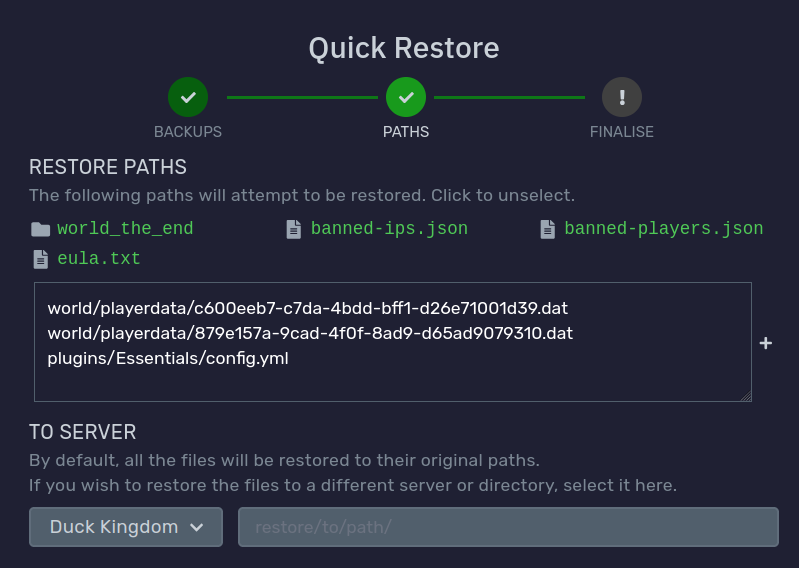 Quick Restore
BACKUPS PATHS FINALISE
RESTORE PATHS
The following paths will attempt to be restored. Click to unselect.
world_the_end banned-ips.json banned-players.json
eula.txt
world/playerdata/c600eeb7-c7da-4bdd-bff1-d26e71001d39.dat
world/playerdata/879e157a-9cad-4f0f-8ad9-d65ad9079310.dat
plugins/Essentials/config.yml
+
TO SERVER
By default, all the files will be restored to their original paths.
If you wish to restore the files to a different server or directory, select it here.
Duck Kingdom restore/to/path/